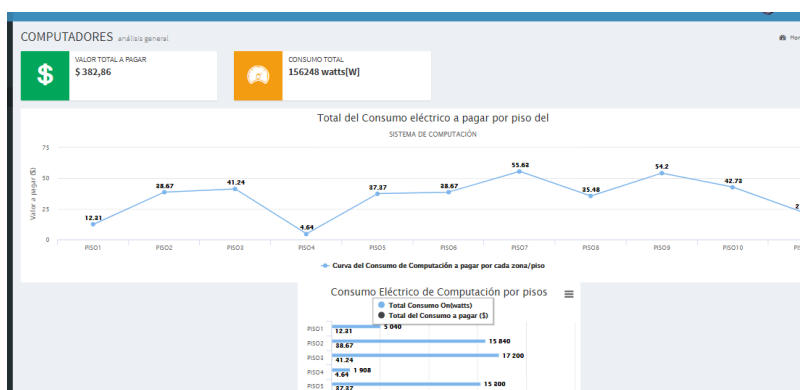 COMPUTADORES análisis general
VALOR TOTAL A PAGAR
$ 382,86
CONSUMO TOTAL
156248 watts[W]
Total del Consumo eléctrico a pagar por piso del
SISTEMA DE COMPUTACIÓN
Valor a pagar ($)
75
50
25
0
12.21
38.67
41.24
4.64
37.37
38.67
55.62
35.48
54.2
42.73
PISO1 PISO2 PISO3 PISO4 PISO5 PISO6 PISO7 PISO8 PISO9 PISO10
Curva del Consumo de Computación a pagar por cada zona/piso
Consumo Eléctrico de Computación por pisos
Total Consumo On(watts)
Total del Consumo a pagar ($)
PISO1 5 040
12.21
PISO2 15 840
38.67
PISO3 17 200
41.24
PISO4 1 908
4.64
PISO5 15 800
37.37